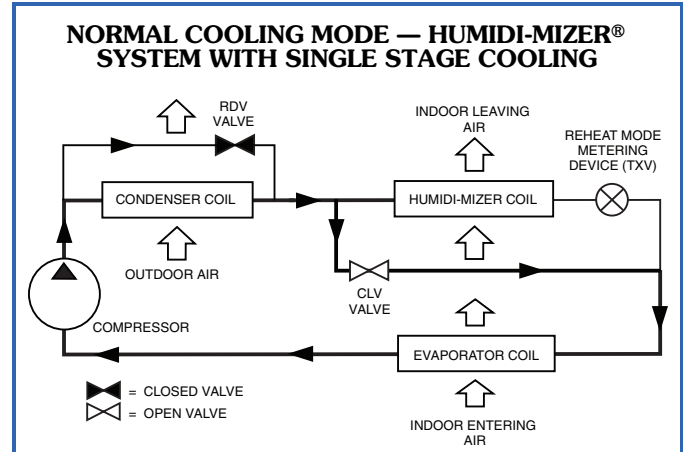 NORMAL COOLING MODE — HUMIDI-MIZER®
SYSTEM WITH SINGLE STAGE COOLING
RDV
VALVE
INDOOR LEAVING
AIR
REHEAT MODE
METERING
DEVICE (TXV)
CONDENSER COIL
HUMIDI-MIZER COIL
OUTDOOR AIR
CLV
VALVE
COMPRESSOR
EVAPORATOR COIL
= CLOSED VALVE
= OPEN VALVE
INDOOR ENTERING
AIR